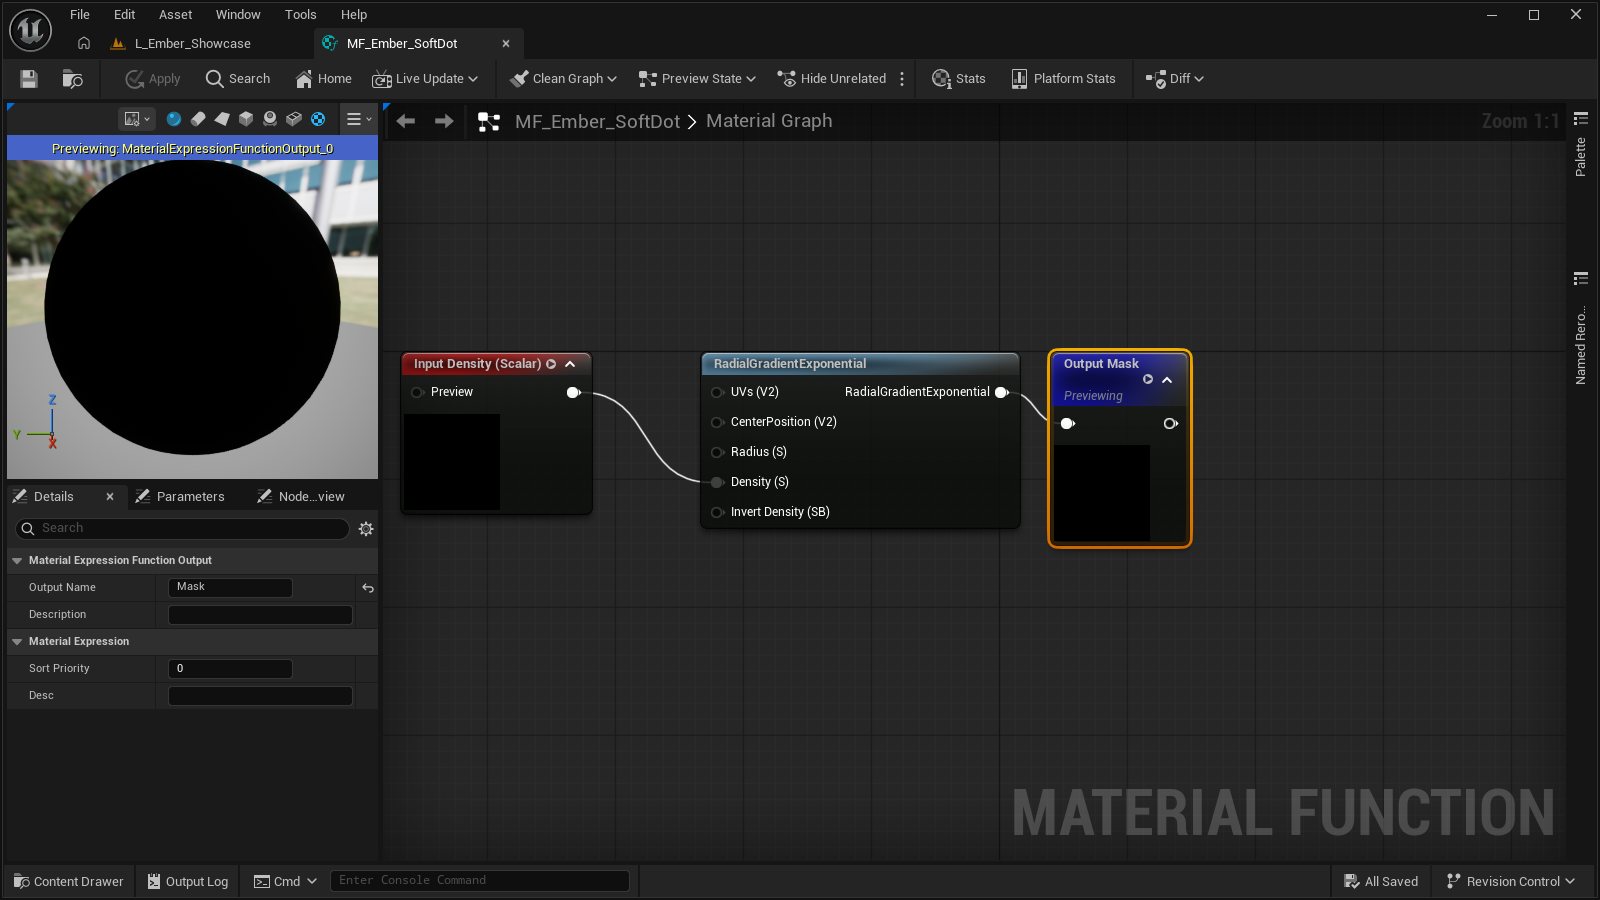 File Edit Asset Window Tools Help
L_Ember_Showcase
MF_Ember_SoftDot
Apply Search Home Live Update Clean Graph Preview State Hide Unrelated Stats Platform Stats Diff
Previewing: MaterialExpressionFunctionOutput_0
Z
Y
X
MF_Ember_SoftDot > Material Graph
Zoom 1:1
Palette
Named Rero...
Input Density (Scalar)
Preview
RadialGradientExponential
UVs (V2)
RadialGradientExponential
CenterPosition (V2)
Radius (S)
Density (S)
Invert Density (SB)
Output Mask
Previewing
MATERIAL FUNCTION
Details Parameters Node...view
Search
Material Expression Function Output
Output Name Mask
Description
Material Expression
Sort Priority 0
Desc
Content Drawer Output Log Cmd Enter Console Command All Saved Revision Control